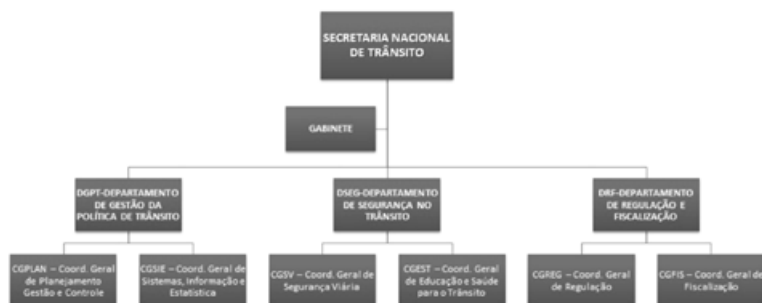 SECRETARIA NACIONAL
DE TRÂNSITO
GABINETE
DGPT-DEPARTAMENTO
DE GESTÃO DA
POLÍTICA DE TRÂNSITO
DSEG-DEPARTAMENTO
DE SEGURANÇA NO
TRÂNSITO
DRF-DEPARTAMENTO
DE REGULAÇÃO E
FISCALIZAÇÃO
CGPLAN – Coord. Geral
de Planejamento
Gestão e Controle
CGSIE – Coord. Geral de
Sistemas, Informação e
Estatística
CGSV – Coord. Geral de
Segurança Viária
CGEST – Coord. Geral
de Educação e Saúde
para o Trânsito
CGREG – Coord. Geral
de Regulação
CGFIS – Coord. Geral de
Fiscalização